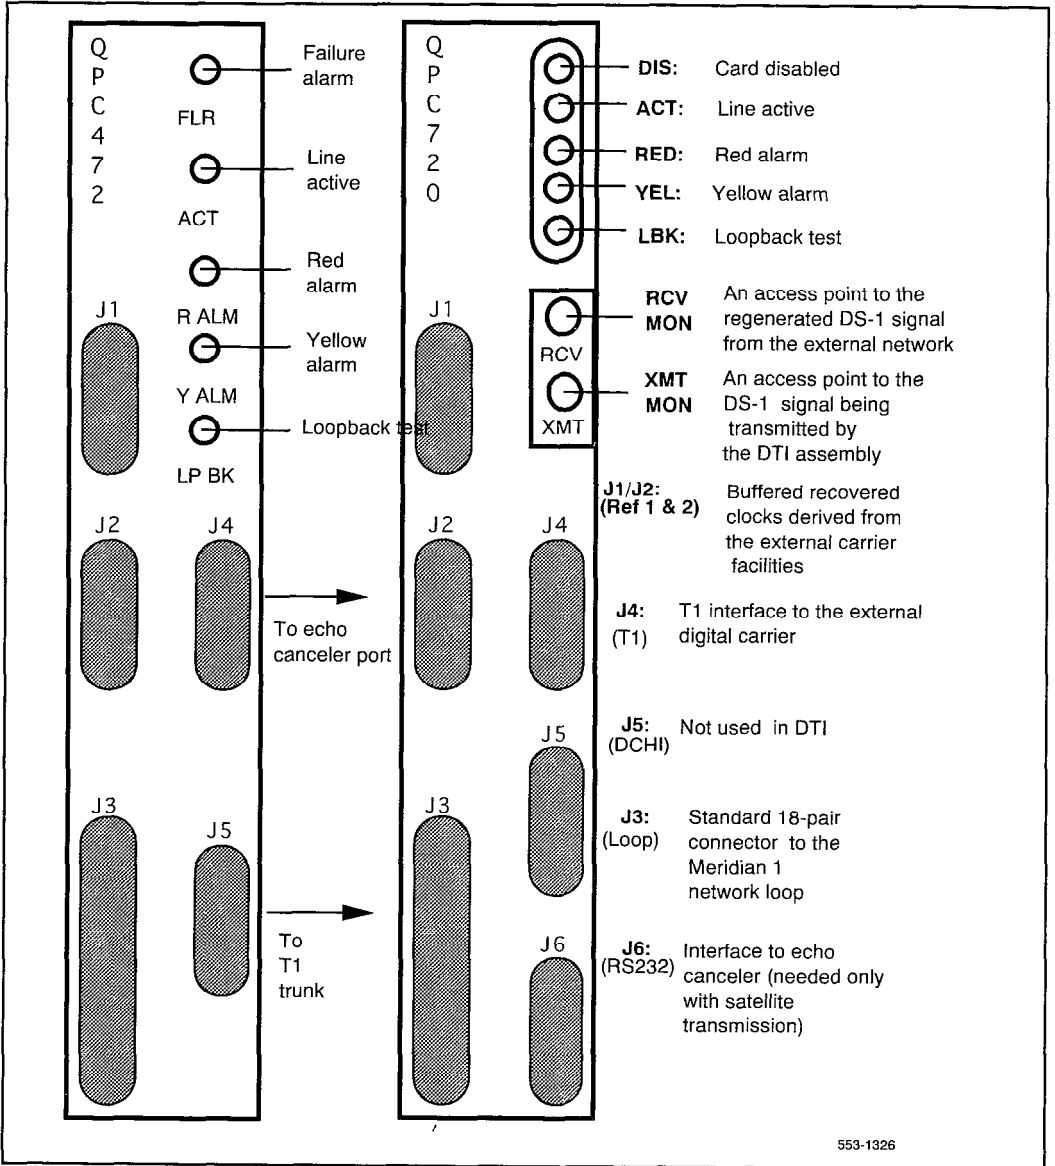 Q
P
C
4
7
2
Failure
alarm
FLR
Line
active
ACT
Red
alarm
J1
R ALM
Yellow
alarm
Y ALM
Loopback test
LP BK
J2
J4
To echo
canceler port
J3
J5
To
T1
trunk
Q
P
C
7
2
0
DIS: Card disabled
ACT: Line active
RED: Red alarm
YEL: Yellow alarm
LBK: Loopback test
J1
RCV
XMT
RCV
MON
An access point to the
regenerated DS-1 signal
from the external network
XMT
MON
An access point to the
DS-1 signal being
transmitted by
the DTI assembly
J1/J2:
(Ref 1 & 2)
Buffered recovered
clocks derived from
the external carrier
facilities
J2
J4
J4:
(T1)
T1 interface to the external
digital carrier
J5
J5:
(DCHI)
Not used in DTI
J3
J3:
(Loop)
Standard 18-pair
connector to the
Meridian 1
network loop
J6
J6:
(RS232)
Interface to echo
canceler (needed only
with satellite
transmission)
553-1326